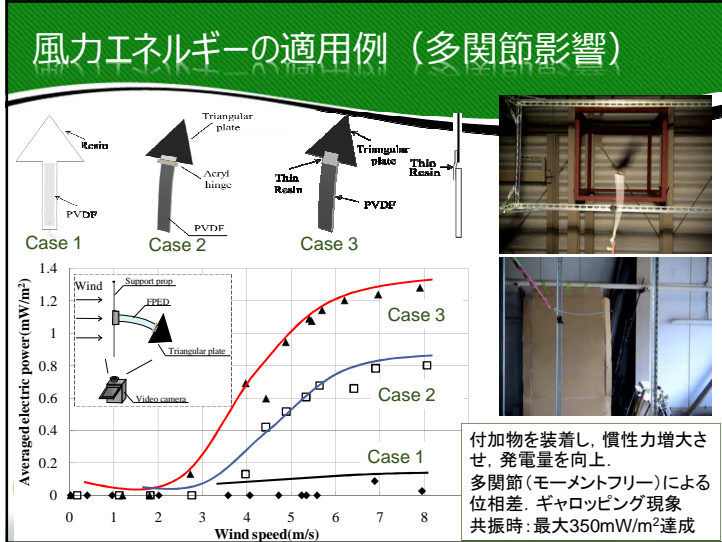 風力エネルギーの適用例（多関節影響）
Resin
PVDF
Case 1
Triangular
plate
Acryl
hinge
PVDF
Case 2
Triangular
plate
Thin
Resin
PVDF
Case 3
Thin
Resin
Averaged electric power(mW/m²)
1.4
1.2
1
0.8
0.6
0.4
0.2
0
Wind
Support prop
FPED
Triangular plate
Video camera
Case 3
Case 2
Case 1
0 1 2 3 4 5 6 7 8 9
Wind speed(m/s)
付加物を装着し，慣性力増大さ
せ，発電量を向上．
多関節（モーメントフリー）による
位相差．ギャロッピング現象
共振時：最大350mW/m²達成